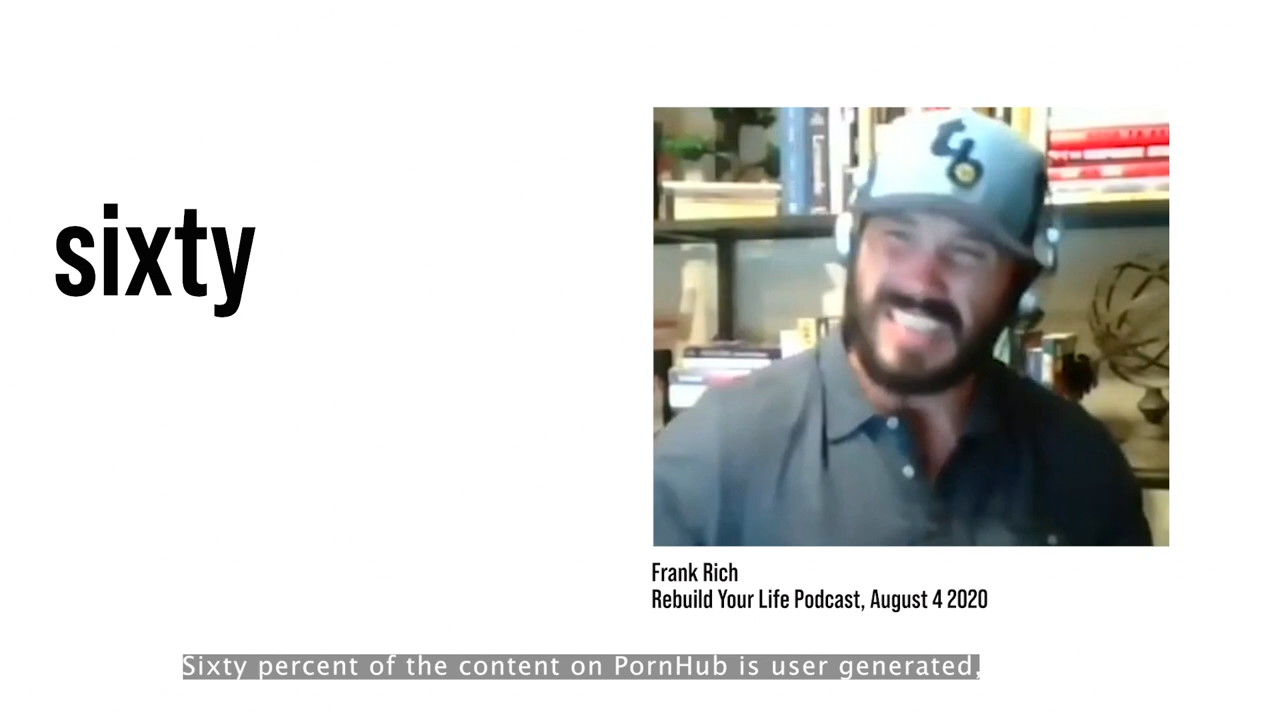 sixty
Frank Rich
Rebuild Your Life Podcast, August 4 2020
Sixty percent of the content on PornHub is user generated,